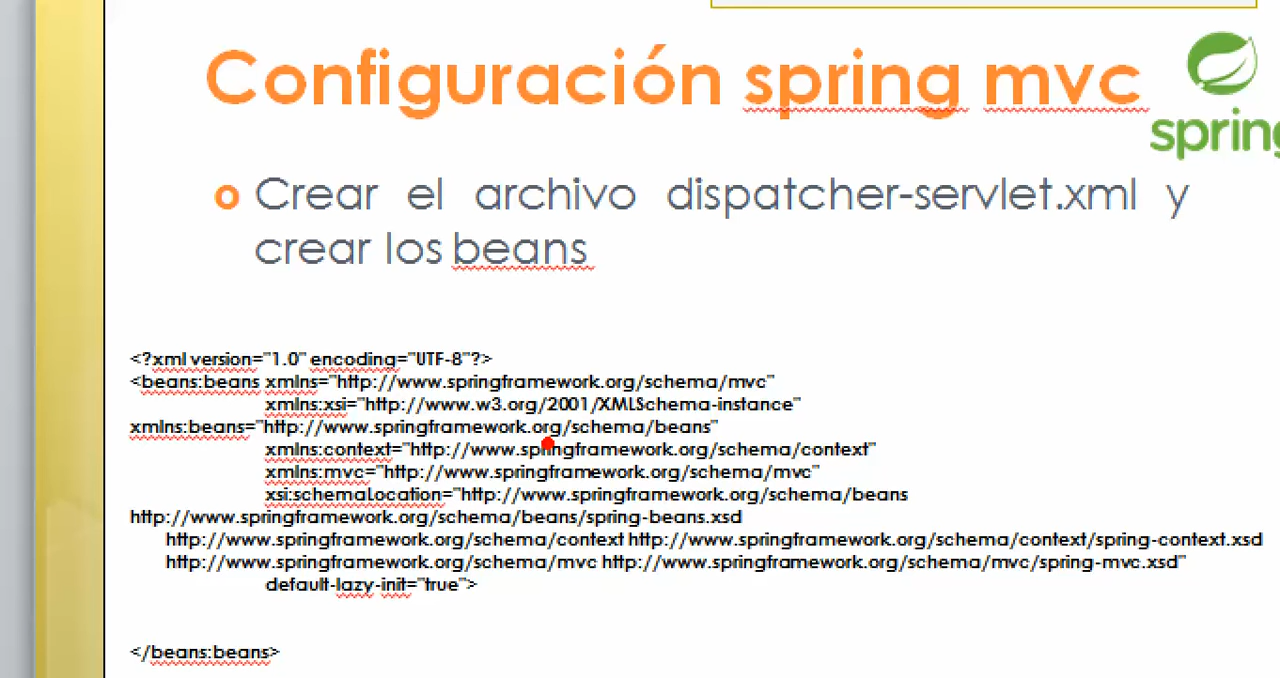 Configuración spring mvc
spring
Crear el archivo dispatcher-servlet.xml y
crear los beans
<?xml version="1.0" encoding="UTF-8"?>
<beans:beans xmlns="http://www.springframework.org/schema/mvc"
xmlns:xsi="http://www.w3.org/2001/XMLSchema-instance"
xmlns:beans="http://www.springframework.org/schema/beans"
xmlns:context="http://www.springframework.org/schema/context"
xmlns:mvc="http://www.springframework.org/schema/mvc"
xsi:schemaLocation="http://www.springframework.org/schema/beans
http://www.springframework.org/schema/beans/spring-beans.xsd
http://www.springframework.org/schema/context http://www.springframework.org/schema/context/spring-context.xsd
http://www.springframework.org/schema/mvc http://www.springframework.org/schema/mvc/spring-mvc.xsd"
default-lazy-init="true">
</beans:beans>